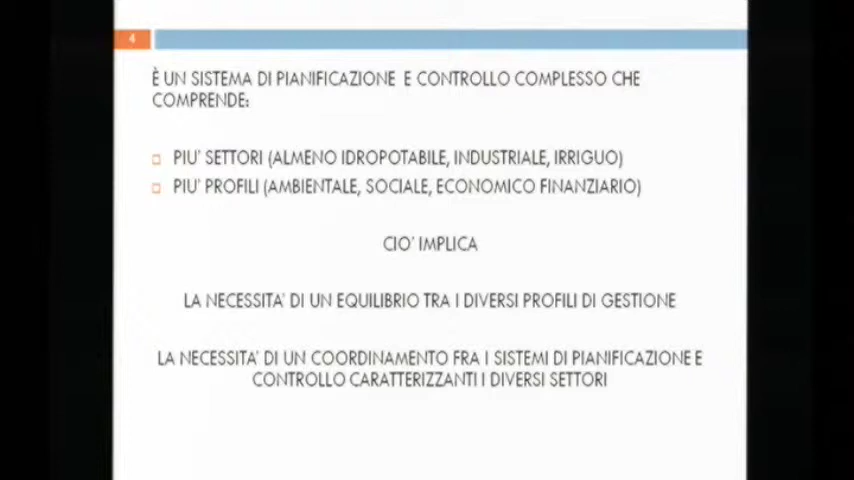 4
È UN SISTEMA DI PIANIFICAZIONE E CONTROLLO COMPLESSO CHE
COMPRENDE:
PIU' SETTORI (ALMENO IDROPOTABILE, INDUSTRIALE, IRRIGUO)
PIU' PROFILI (AMBIENTALE, SOCIALE, ECONOMICO FINANZIARIO)
CIO' IMPLICA
LA NECESSITA' DI UN EQUILIBRIO TRA I DIVERSI PROFILI DI GESTIONE
LA NECESSITA' DI UN COORDINAMENTO FRA I SISTEMI DI PIANIFICAZIONE E
CONTROLLO CARATTERIZZANTI I DIVERSI SETTORI